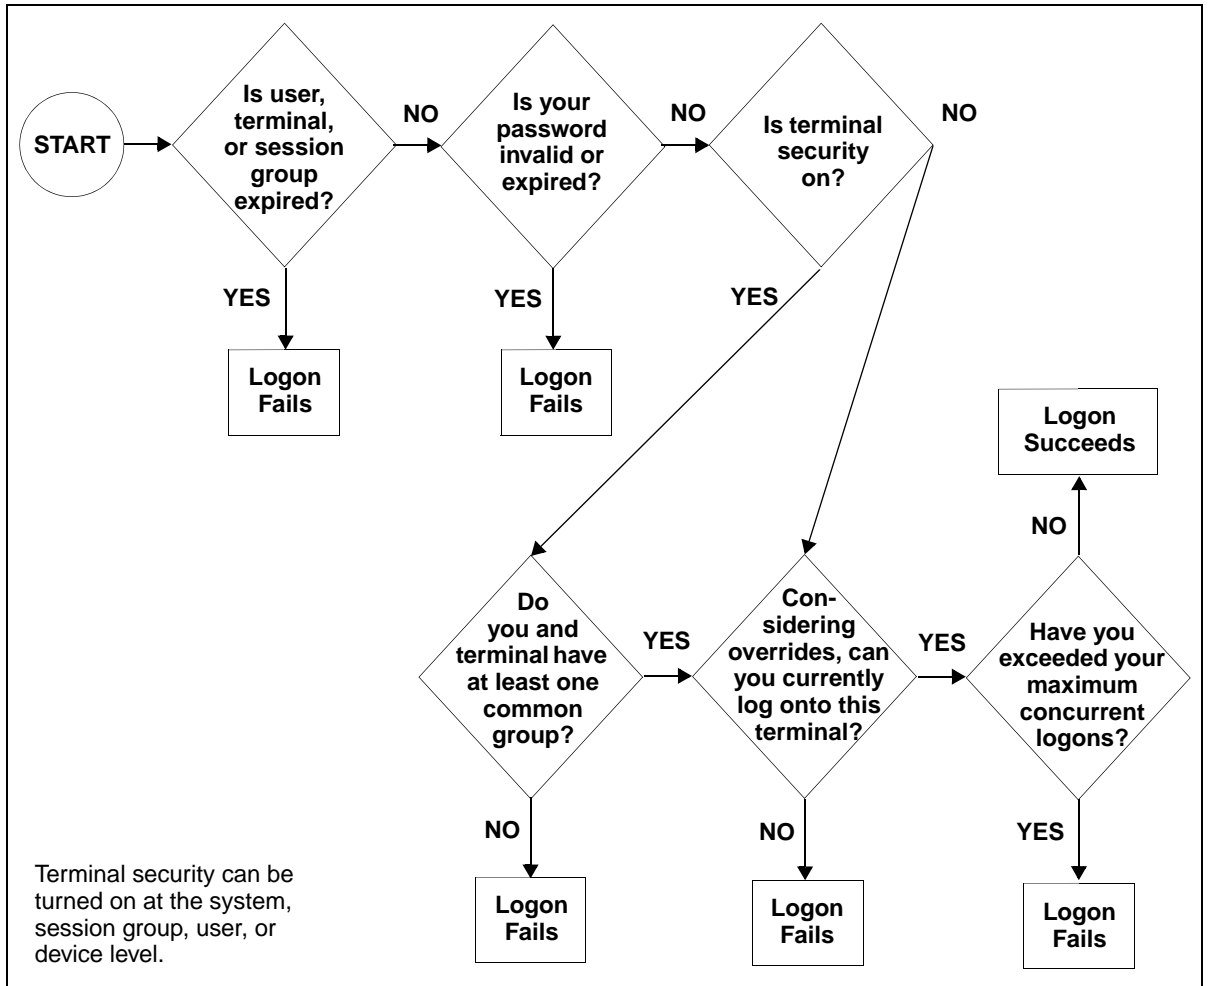 START
Is user,
terminal,
or session
group
expired?
NO
Is your
password
invalid or
expired?
NO
Is terminal
security
on?
NO
YES
YES
YES
Logon
Fails
Logon
Fails
Logon
Succeeds
NO
Do
you and
terminal have
at least one
common
group?
YES
Con-
sidering
overrides, can
you currently
log onto this
terminal?
YES
Have you
exceeded your
maximum
concurrent
logons?
NO
NO
YES
Logon
Fails
Logon
Fails
Logon
Fails
Terminal security can be
turned on at the system,
session group, user, or
device level.